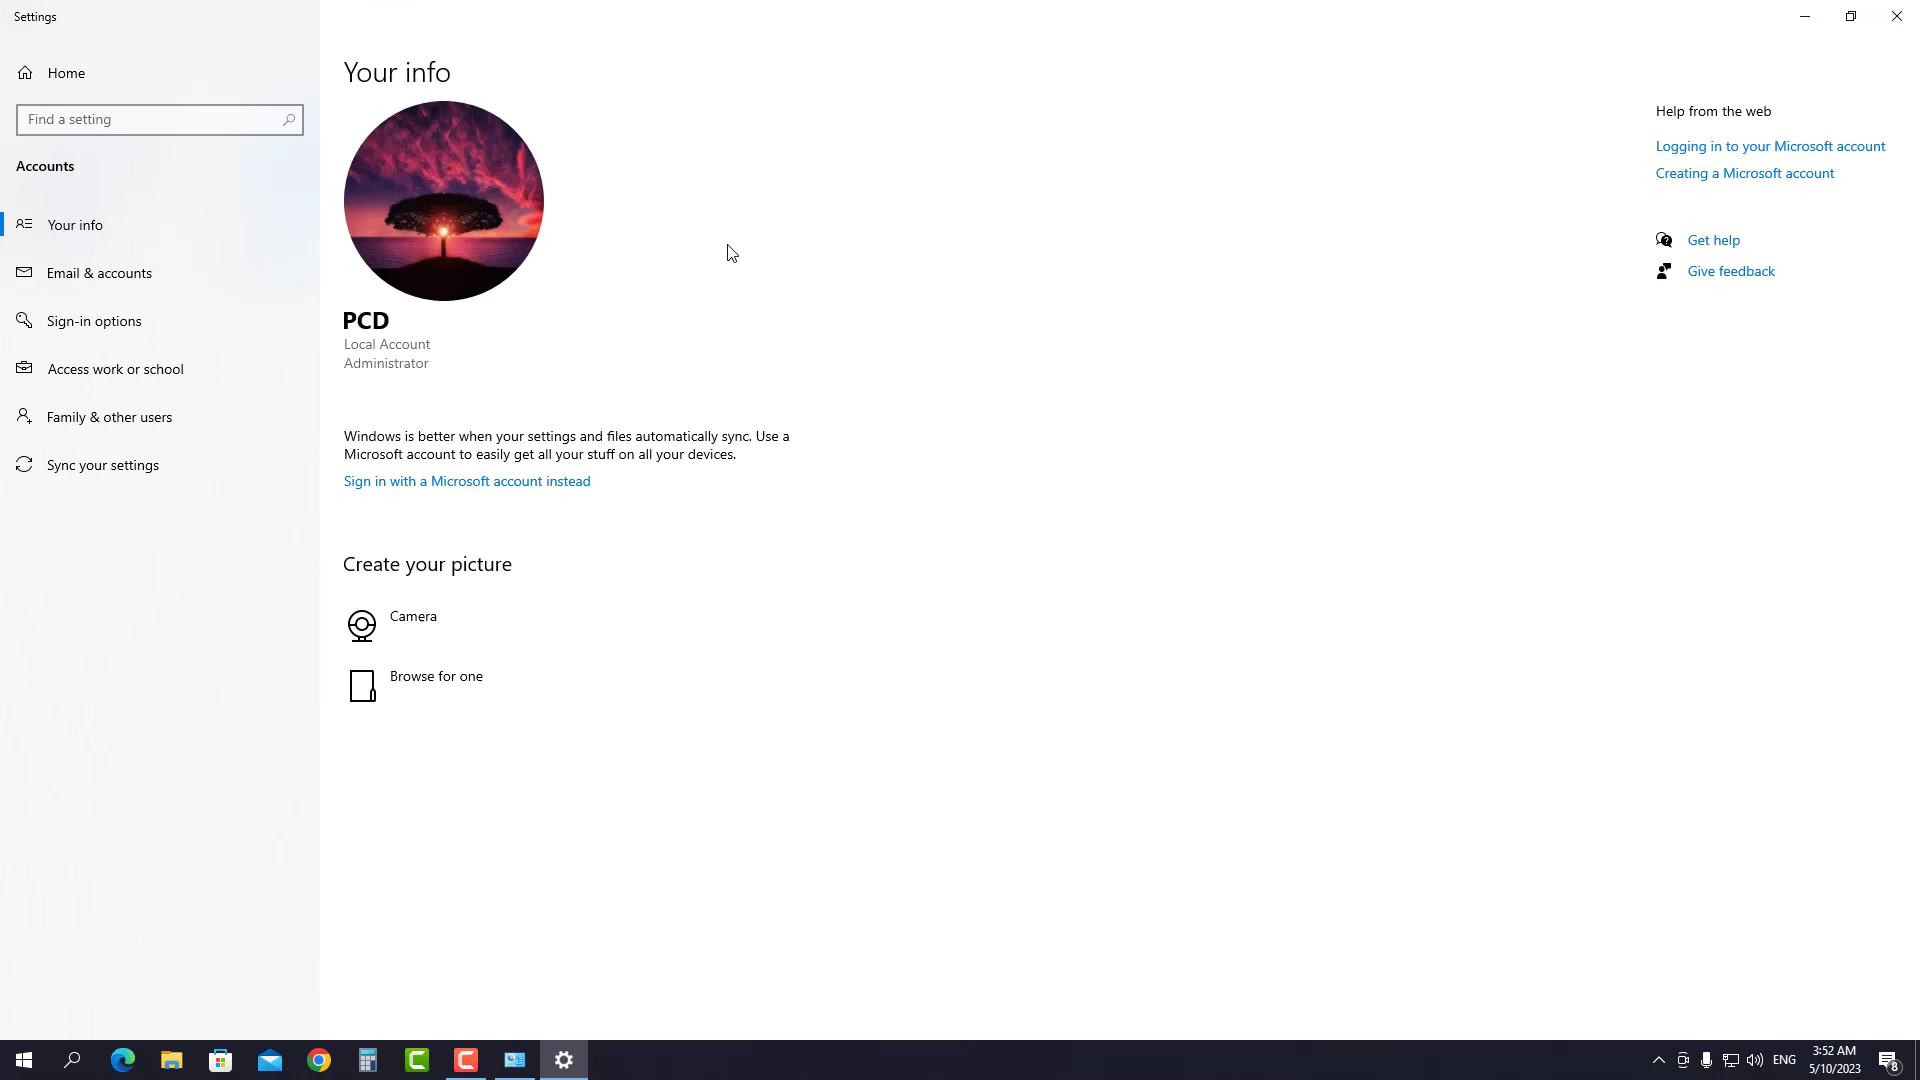 Settings
Home
Find a setting
Accounts
Your info
Email & accounts
Sign-in options
Access work or school
Family & other users
Sync your settings
Your info
PCD
Local Account
Administrator
Windows is better when your settings and files automatically sync. Use a
Microsoft account to easily get all your stuff on all your devices.
Sign in with a Microsoft account instead
Create your picture
Camera
Browse for one
Help from the web
Logging in to your Microsoft account
Creating a Microsoft account
Get help
Give feedback
ENG
3:52 AM
5/10/2023
8